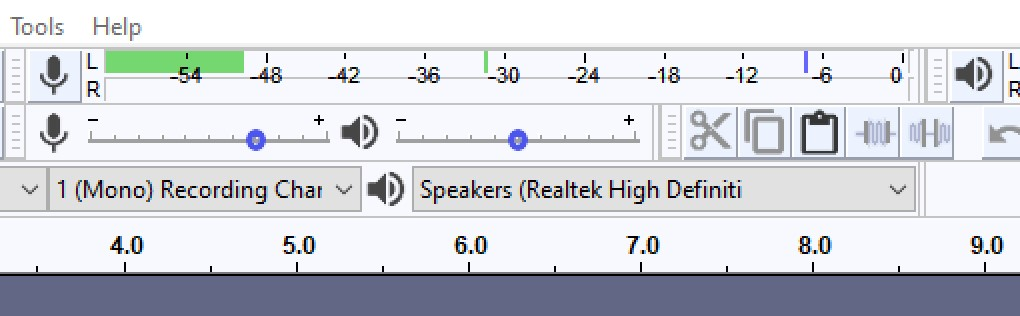 Tools Help
L
R
-54 -48 -42 -36 -30 -24 -18 -12 -6 0
L
R
- + - +
1 (Mono) Recording Char
Speakers (Realtek High Definiti
4.0 5.0 6.0 7.0 8.0 9.0